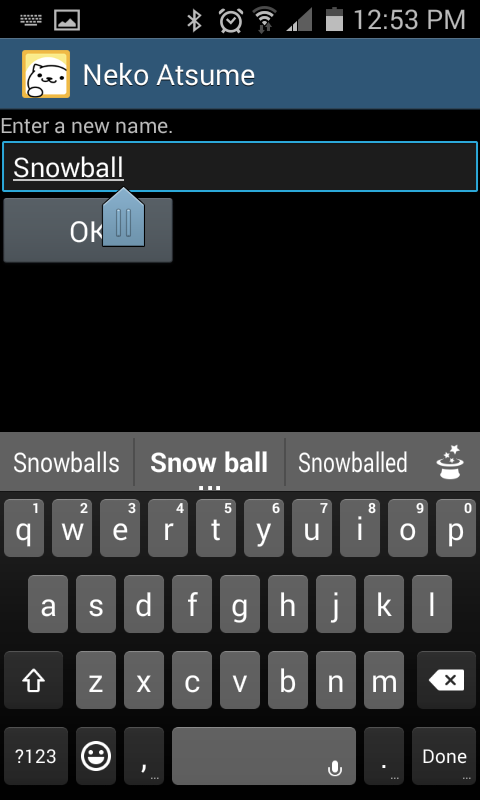 12:53 PM
Neko Atsume
Enter a new name.
Snowball
OK
Snowballs Snow ball Snowballed
1 2 3 4 5 6 7 8 9 0
q w e r t y u i o p
a s d f g h j k l
z x c v b n m
?123 , . Done